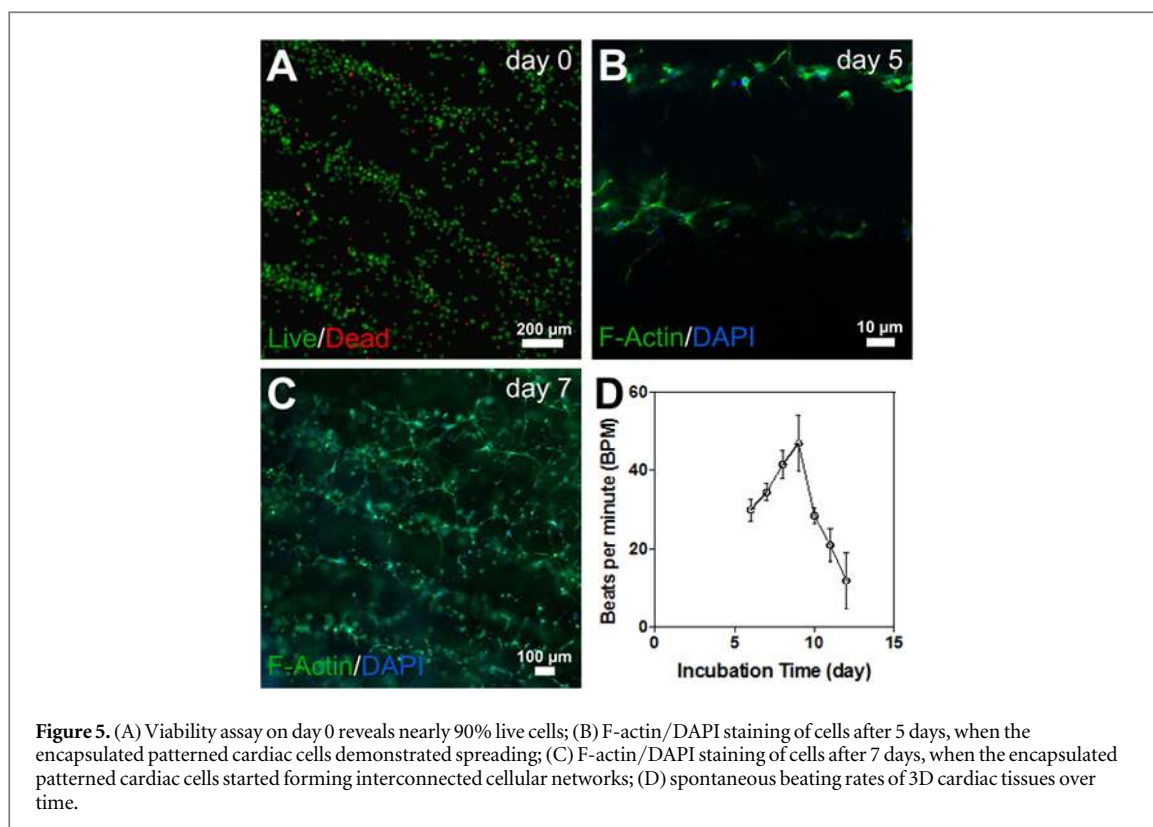 A
day 0
Live/Dead
200 µm
B
day 5
F-Actin/DAPI
10 µm
C
day 7
F-Actin/DAPI
100 µm
D
60
40
20
0
Beats per minute (BPM)
0 5 10 15
Incubation Time (day)
Figure 5. (A) Viability assay on day 0 reveals nearly 90% live cells; (B) F-actin/DAPI staining of cells after 5 days, when the
encapsulated patterned cardiac cells demonstrated spreading; (C) F-actin/DAPI staining of cells after 7 days, when the encapsulated
patterned cardiac cells started forming interconnected cellular networks; (D) spontaneous beating rates of 3D cardiac tissues over
time.